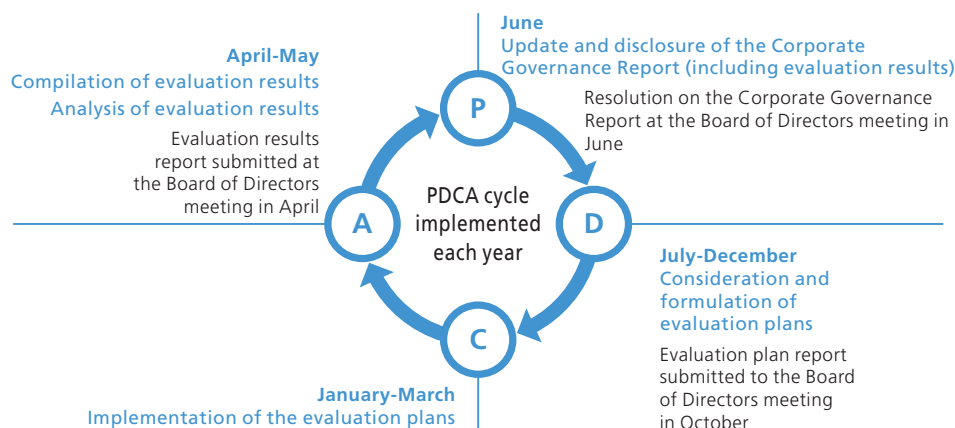 June
Update and disclosure of the Corporate
Governance Report (including evaluation results)
Resolution on the Corporate Governance
Report at the Board of Directors meeting in
June
April-May
Compilation of evaluation results
Analysis of evaluation results
Evaluation results
report submitted at
the Board of Directors
meeting in April
P
A
PDCA cycle
implemented
each year
D
C
July-December
Consideration and
formulation of
evaluation plans
Evaluation plan report
submitted to the Board
of Directors meeting
in October
January-March
Implementation of the evaluation plans